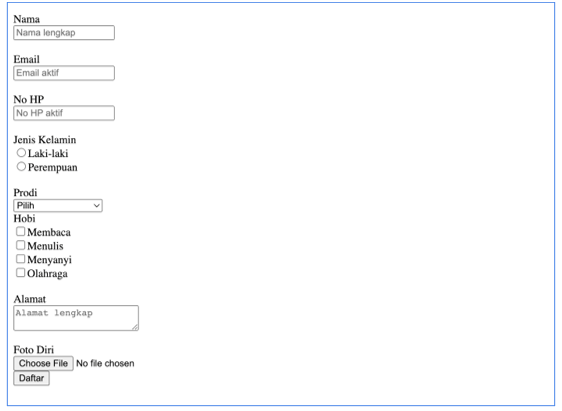 Nama
Nama lengkap
Email
Email aktif
No HP
No HP aktif
Jenis Kelamin
Laki-laki
Perempuan
Prodi
Pilih
Hobi
Membaca
Menulis
Menyanyi
Olahraga
Alamat
Alamat lengkap
Foto Diri
Choose File No file chosen
Daftar